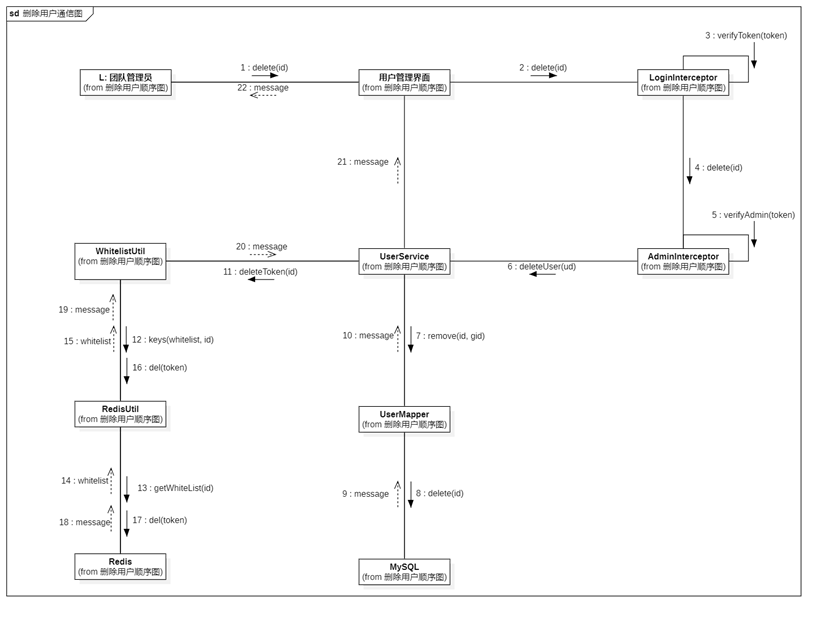 sd 删除用户通信图
3 : verifyToken(token)
1 : delete(id)
2 : delete(id)
L: 团队管理员
(from 删除用户顺序图)
用户管理界面
(from 删除用户顺序图)
LoginInterceptor
(from 删除用户顺序图)
22 : message
21 : message
4 : delete(id)
5 : verifyAdmin(token)
20 : message
WhitelistUtil
(from 删除用户顺序图)
UserService
(from 删除用户顺序图)
AdminInterceptor
(from 删除用户顺序图)
11 : deleteToken(id)
6 : deleteUser(ud)
19 : message
15 : whitelist
12 : keys(whitelist, id)
10 : message
7 : remove(id, gid)
16 : del(token)
RedisUtil
(from 删除用户顺序图)
UserMapper
(from 删除用户顺序图)
14 : whitelist
13 : getWhiteList(id)
9 : message
8 : delete(id)
18 : message
17 : del(token)
Redis
(from 删除用户顺序图)
MySQL
(from 删除用户顺序图)